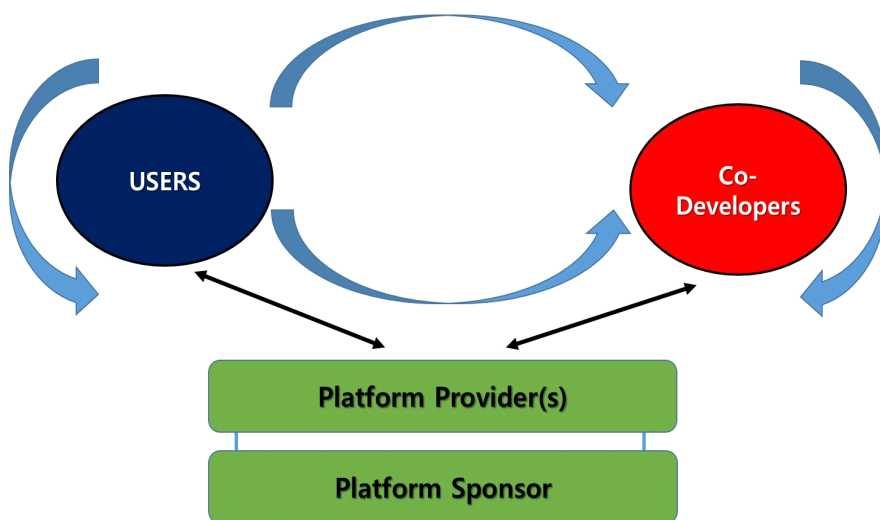 USERS
Co-
Developers
Platform Provider(s)
Platform Sponsor